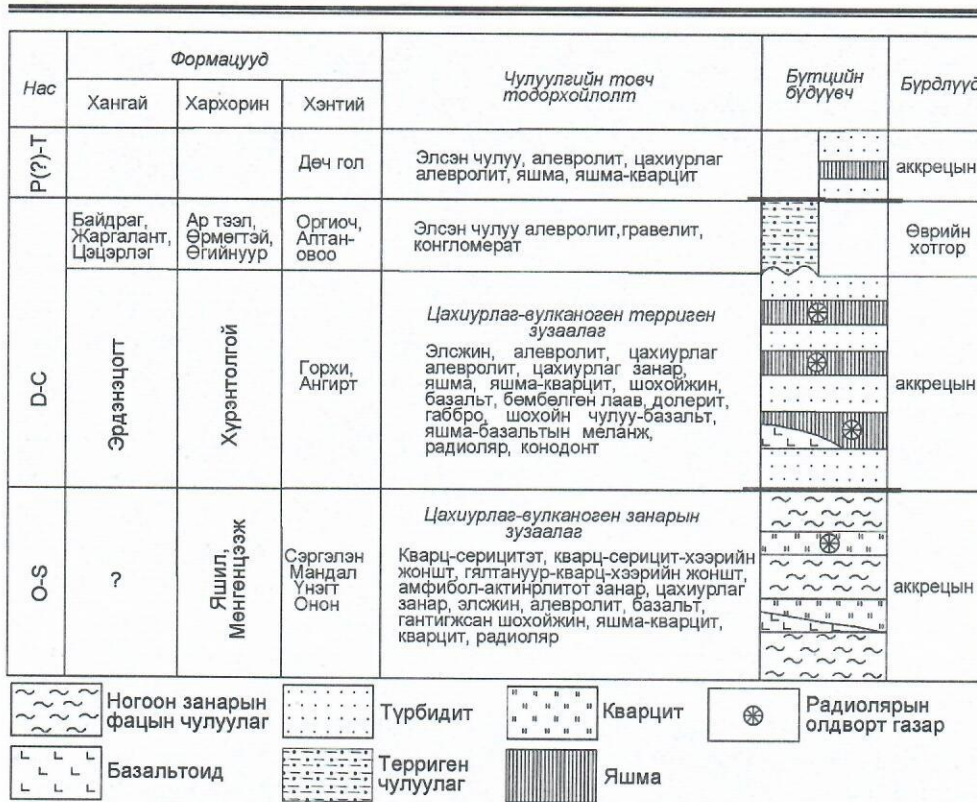 Нас
Формацууд
Хангай
Хархорин
Хэнтий
Чулуулгийн товч
тодорхойлолт
Бүтцийн
будуувч
Бүрдлүүд
P(?)-T
Дөч гол
Элсэн чулуу, алевролит, цахиурлаг
алевролит, яшма, яшма-кварцит
аккрецын
D-C
Байдраг,
Жаргалант,
Цэцэрлэг
Ар тээл,
Өрмөгтэй,
Өгийнуур
Оргиоч,
Алтан-
овоо
Элсэн чулуу алевролит,гравелит,
конгломерат
Өврийн
хотгор
Эрдэнэцогт
Хүрэнтолгой
Горхи,
Ангирт
Цахиурлаг-вулканоген терриген
зузаалаг
Элсжин, алевролит, цахиурлаг
алевролит, цахиурлаг занар,
яшма, яшма-кварцит, шохойжин,
базальт, бөмбөлгөн лаав, долерит,
габбро, шохойн чулуу-базальт,
яшма-базальтын меланж,
радиоляр, конодонт
аккрецын
O-S
?
Яшил,
Мөнгөнцээж
Сэргэлэн
Мандал
Үнэгт
Онон
Цахиурлаг-вулканоген занарын
зузаалаг
Кварц-серицитэт, кварц-серицит-хээрийн
жоншт, гялтануур-кварц-хээрийн жоншт,
амфибол-актинрлитот занар, цахиурлаг
занар, элсжин, алевролит, базальт,
гантигжсан шохойжин, яшма-кварцит,
кварцит, радиоляр
аккрецын
Ногоон занарын
фацын чулуулаг
Түрбидит
Кварцит
Радиолярын
олдворт газар
Базальтоид
Терриген
чулуулаг
Яшма